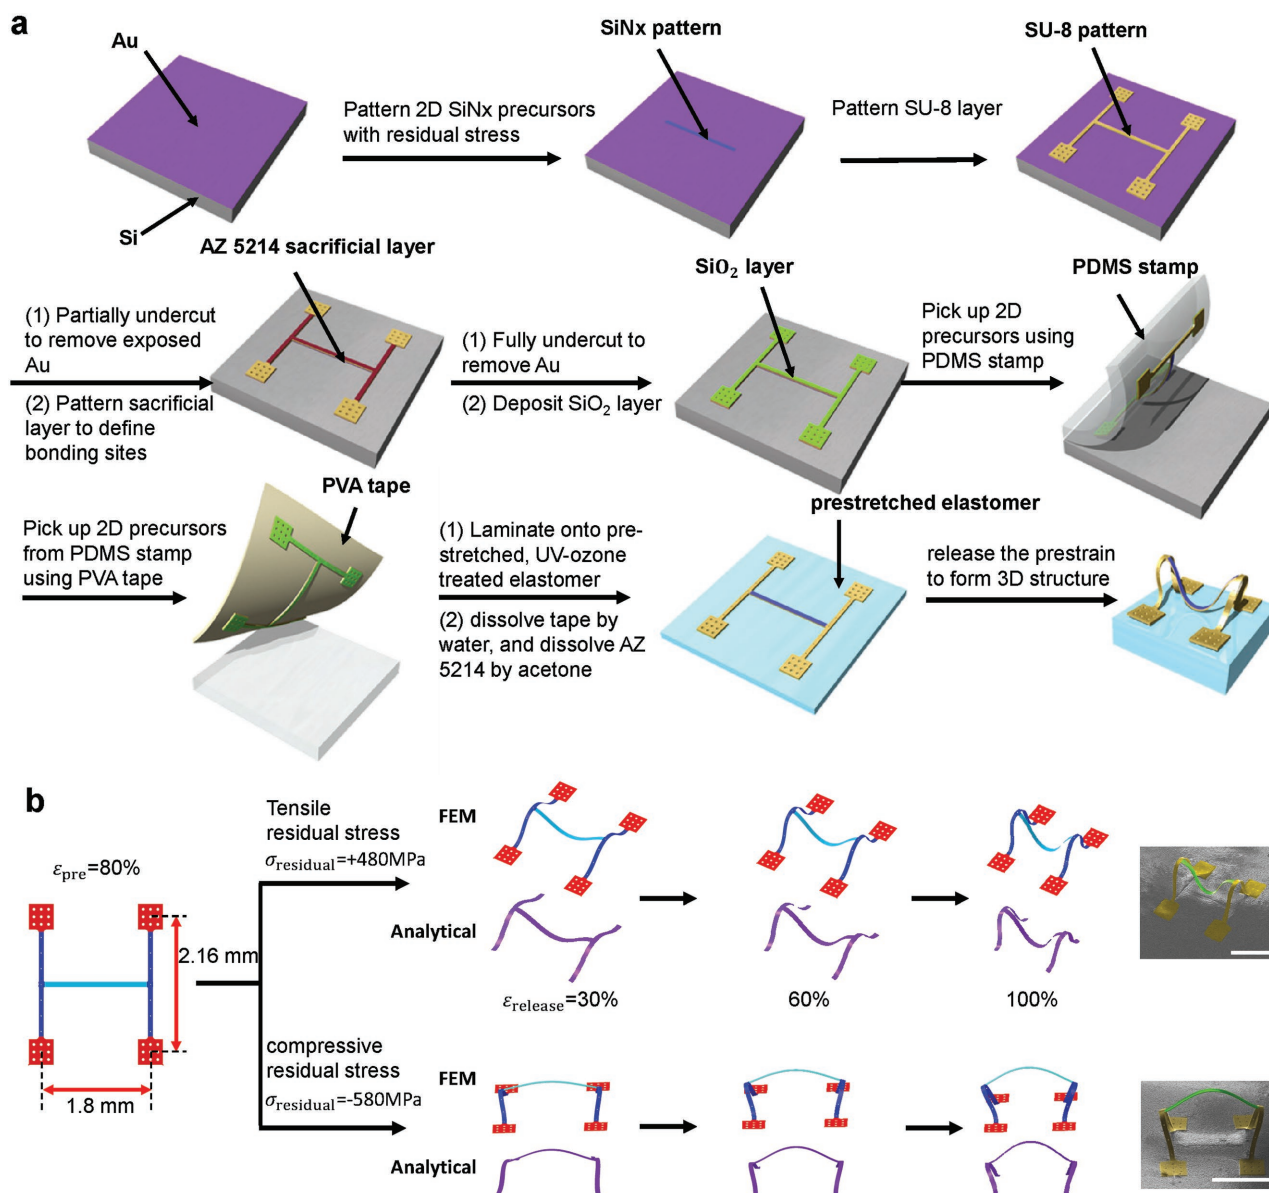 a
Au
Si
Pattern 2D SiNx precursors
with residual stress
SiNx pattern
Pattern SU-8 layer
SU-8 pattern
(1) Partially undercut
to remove exposed
Au
(2) Pattern sacrificial
layer to define
bonding sites
AZ 5214 sacrificial layer
(1) Fully undercut to
remove Au
(2) Deposit SiO₂ layer
SiO₂ layer
Pick up 2D
precursors using
PDMS stamp
PDMS stamp
Pick up 2D precursors
from PDMS stamp
using PVA tape
PVA tape
(1) Laminate onto pre-
stretched, UV-ozone
treated elastomer
(2) dissolve tape by
water, and dissolve AZ
5214 by acetone
prestretched elastomer
release the prestrain
to form 3D structure
b
εpre=80%
2.16 mm
1.8 mm
Tensile
residual stress
σresidual=+480MPa
FEM
Analytical
εrelease=30%
60%
100%
compressive
residual stress
σresidual=-580MPa
FEM
Analytical